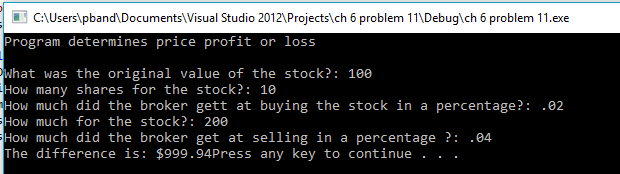 C:\Users\pband\Documents\Visual Studio 2012\Projects\ch 6 problem 11\Debug\ch 6 problem 11.exe
Program determines price profit or loss
What was the original value of the stock?: 100
How many shares for the stock?: 10
How much did the broker gett at buying the stock in a percentage?: .02
How much for the stock?: 200
How much did the broker get at selling in a percentage ?: .04
The difference is: $999.94Press any key to continue . . .